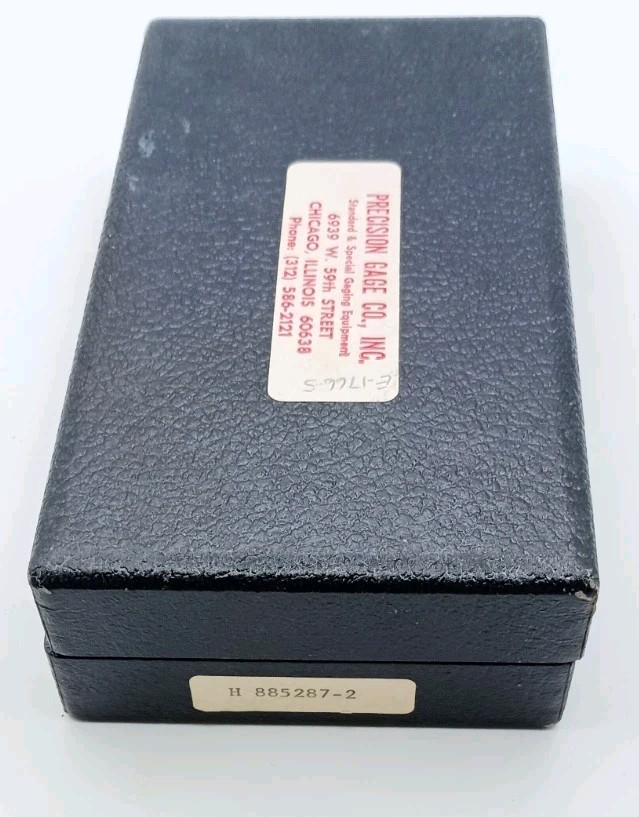 PRECISION GAGE CO., INC.
Standard & Special Gaging Equipment
6939 W. 59th STREET
CHICAGO, ILLINOIS 60638
Phone: (312) 586-2121
E-1766-5
H 885287-2